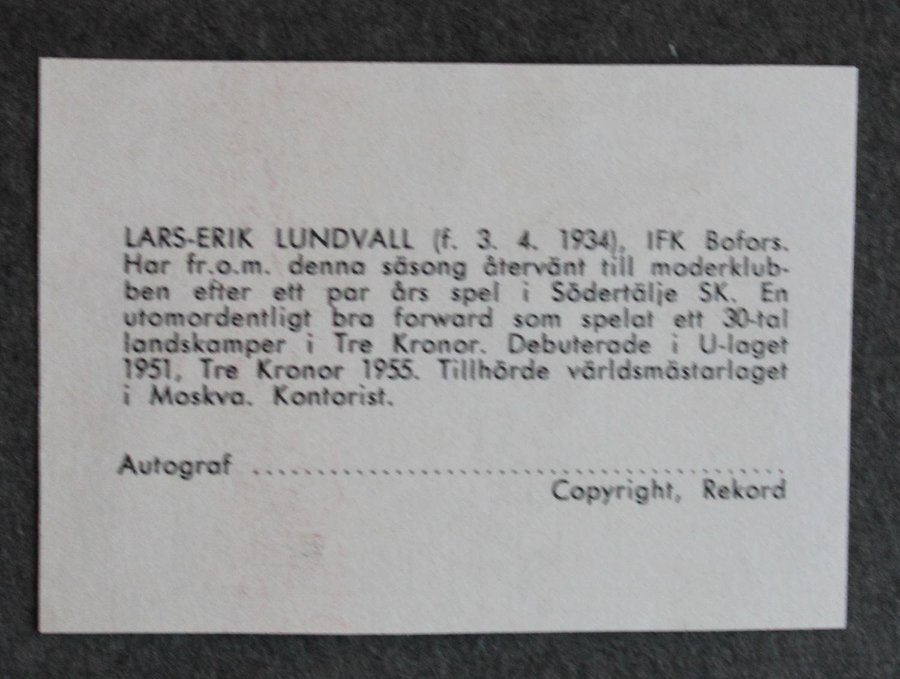 LARS-ERIK LUNDVALL (f. 3. 4. 1934), IFK Bofors.
Har fr.o.m. denna säsong återvänt till moderklub-
ben efter ett par års spel i Södertälje SK. En
utomordentligt bra forward som spelat ett 30-tal
landskamper i Tre Kronor. Debuterade i U-laget
1951, Tre Kronor 1955. Tillhörde världsmästarlaget
i Moskva. Kontorist.
Autograf ..........................................
Copyright, Rekord